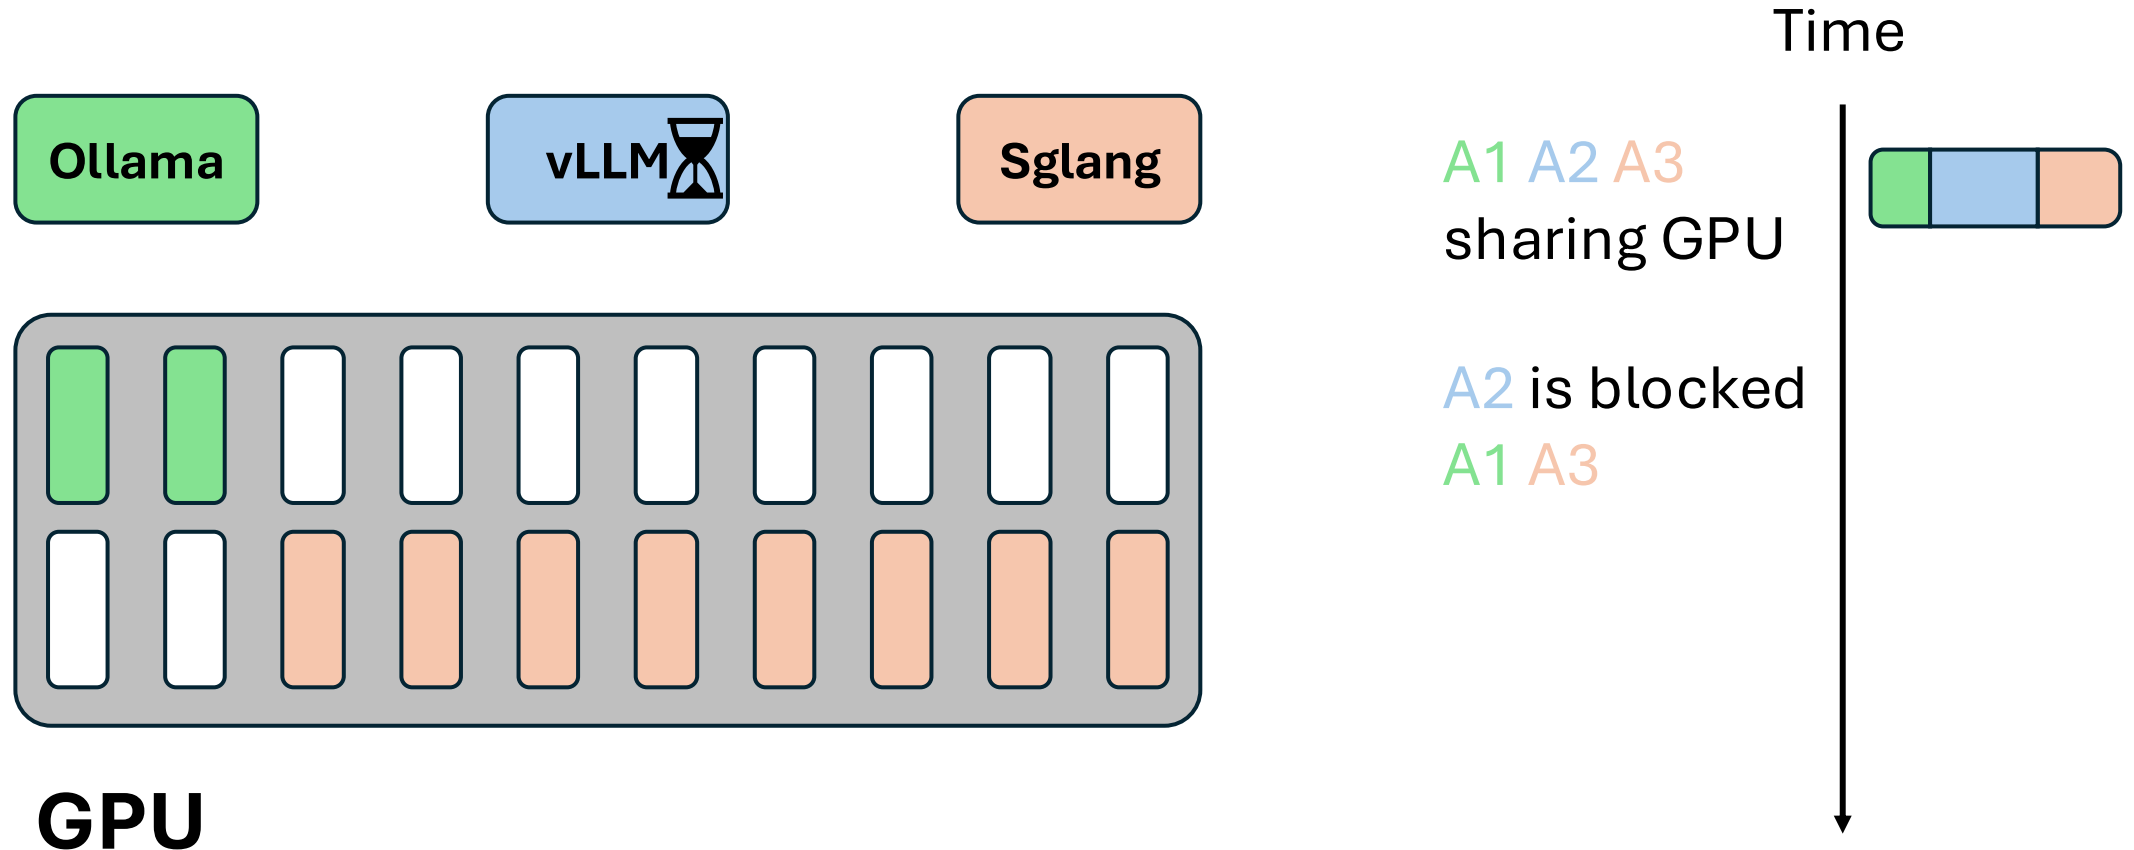 Time
Ollama
vLLM
Sglang
A1 A2 A3
sharing GPU
A2 is blocked
A1 A3
GPU